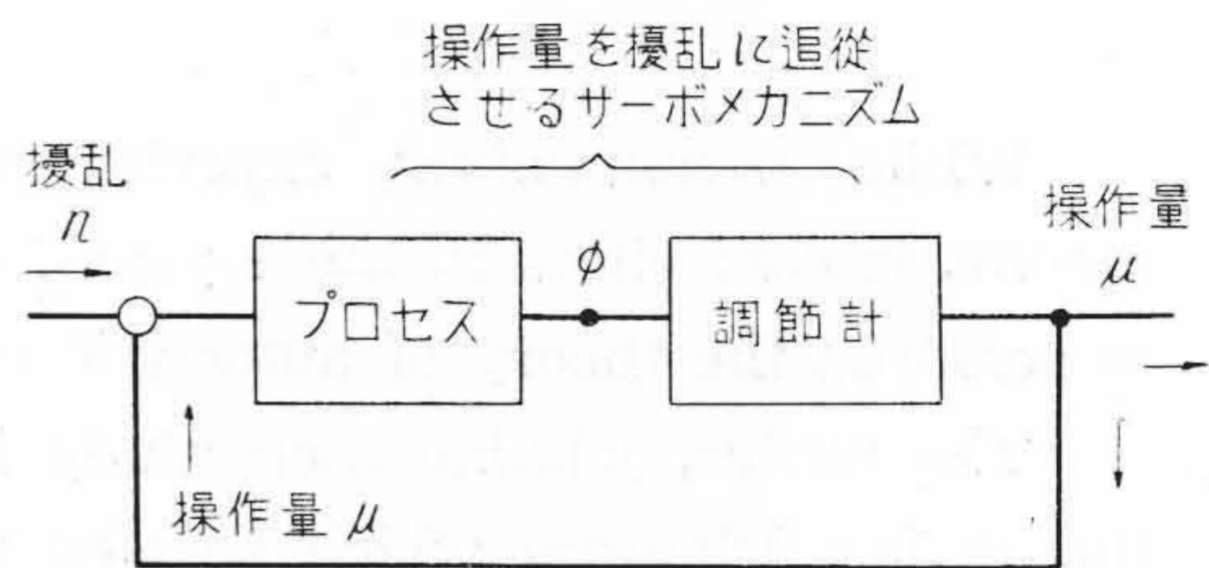 操作量を擾乱に追従
させるサーボメカニズム
擾乱
n
操作量
μ
プロセス
φ
調節計
操作量 μ